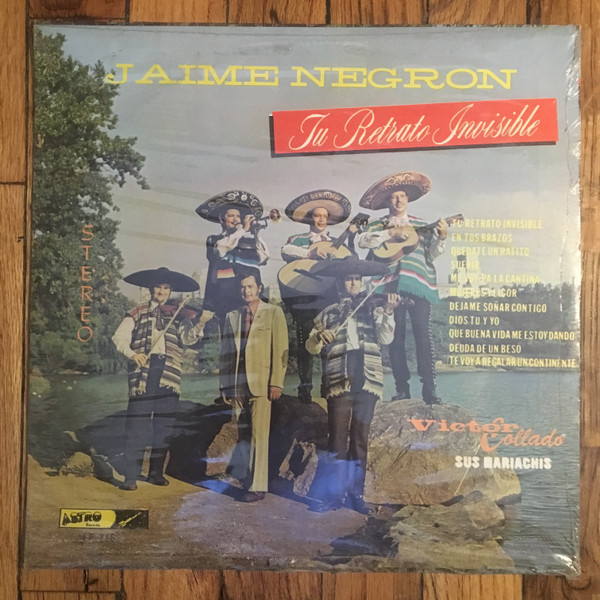 JAIME NEGRON
Tu Retrato Invisible
STEREO
TU RETRATO INVISIBLE
EN TUS BRAZOS
QUEDATE UN RATITO
LA CANTINA
DEJAME SOÑAR CONTIGO
DIOS, TU Y YO
QUE BUENA VIDA ME ESTOY DANDO
DEUDA DE UN BESO
TE VOY A REGALAR UN CONTINENTE
Victor Collado
SUS MARIACHIS
ASTRO